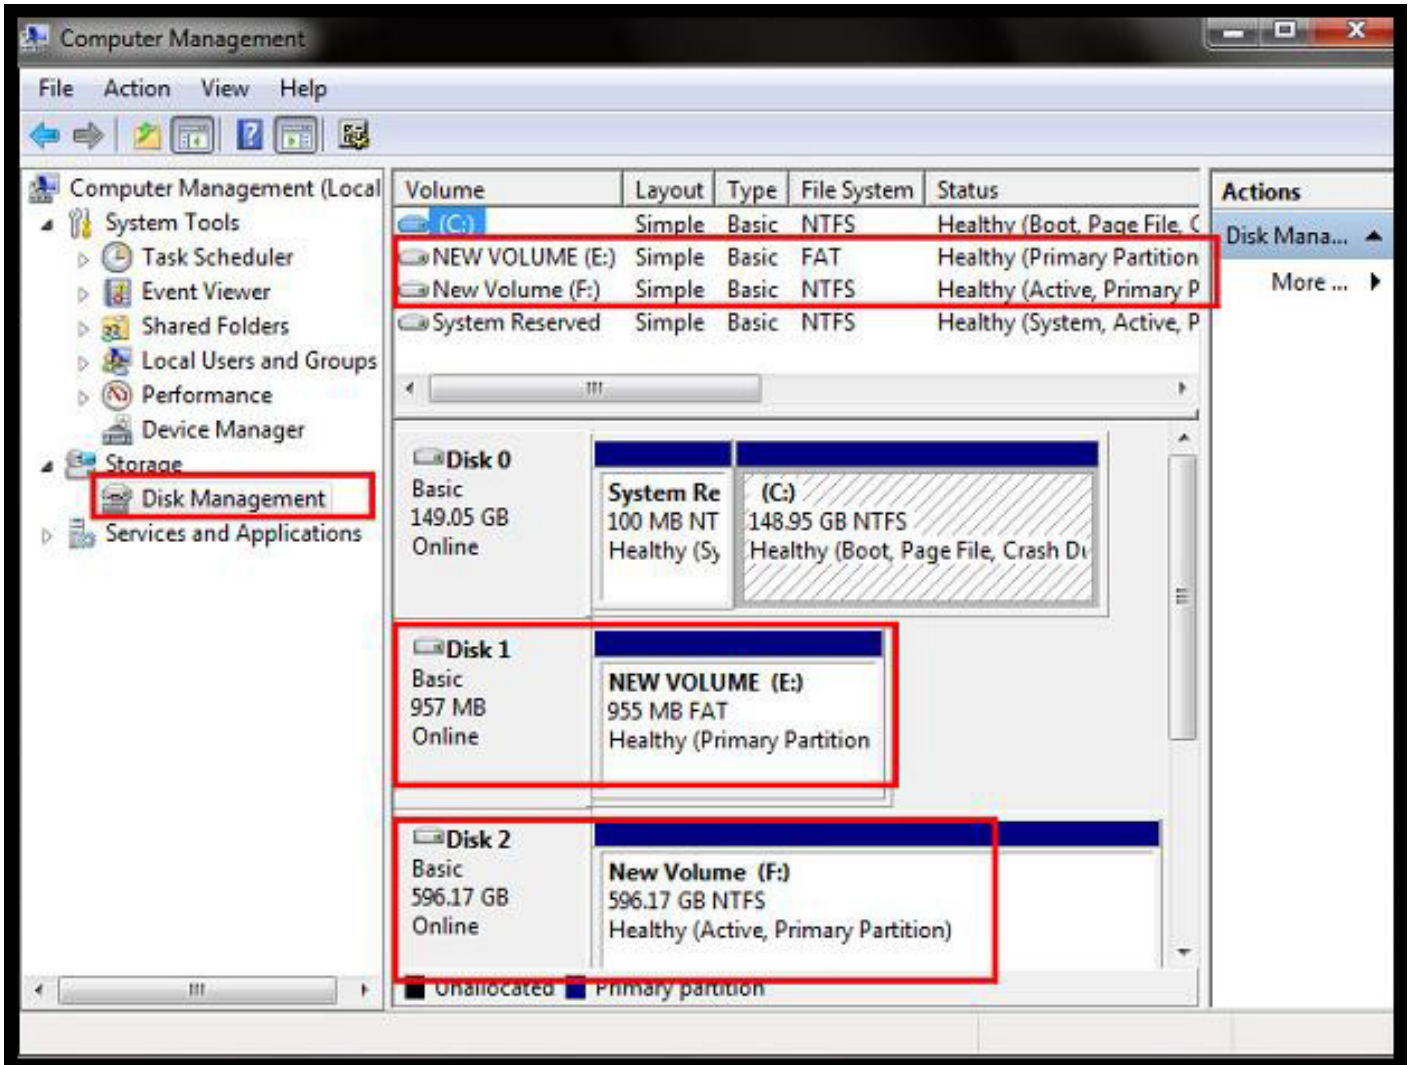 Computer Management
File Action View Help
Computer Management (Local
System Tools
Task Scheduler
Event Viewer
Shared Folders
Local Users and Groups
Performance
Device Manager
Storage
Disk Management
Services and Applications
Volume Layout Type File System Status
(C:) Simple Basic NTFS Healthy (Boot, Page File, C
NEW VOLUME (E:) Simple Basic FAT Healthy (Primary Partition
New Volume (F:) Simple Basic NTFS Healthy (Active, Primary P
System Reserved Simple Basic NTFS Healthy (System, Active, P
Disk 0
Basic
149.05 GB
Online
System Re
100 MB NT
Healthy (Sy
(C:)
148.95 GB NTFS
Healthy (Boot, Page File, Crash Du
Disk 1
Basic
957 MB
Online
NEW VOLUME (E:)
955 MB FAT
Healthy (Primary Partition
Disk 2
Basic
596.17 GB
Online
New Volume (F:)
596.17 GB NTFS
Healthy (Active, Primary Partition)
Unallocated Primary partition
Actions
Disk Mana...
More ...